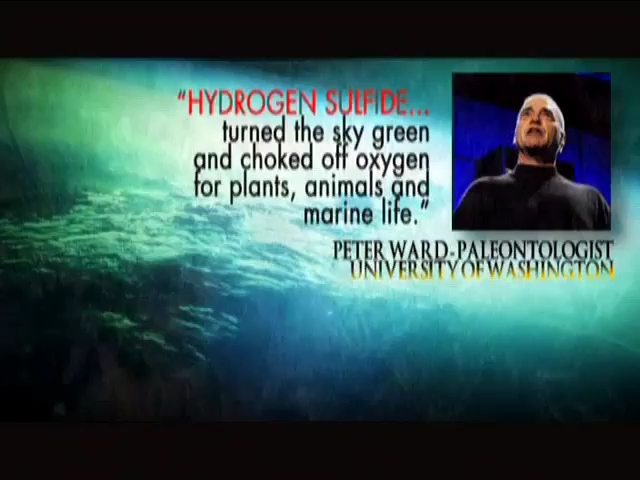 “HYDROGEN SULFIDE...
turned the sky green
and choked off oxygen
for plants, animals and
marine life.”
PETER WARD-PALEONTOLOGIST
UNIVERSITY OF WASHINGTON